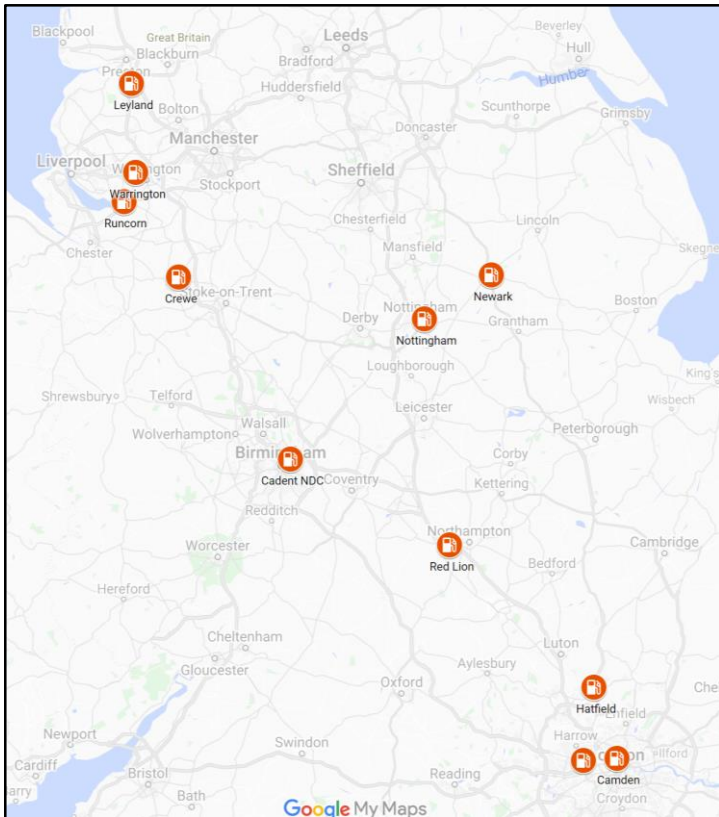 Blackpool
Great Britain
Leeds
Beverley
Blackburn
Bradford
Hull
Preston
Humber
Huddersfield
Leyland
Bolton
Scunthorpe
Grimsby
Manchester
Doncaster
Liverpool
Warrington
Stockport
Sheffield
Warrington
Runcorn
Chesterfield
Lincoln
Chester
Mansfield
Skegnes
Crewe
Stoke-on-Trent
Newark
Nottingham
Boston
Derby
Grantham
Nottingham
Loughborough
King's
Shrewsbury
Telford
Leicester
Wisbech
Walsall
Peterborough
Wolverhampton
Birmingham
Corby
Cadent NDC
Coventry
Kettering
Redditch
Northampton
Worcester
Cambridge
Red Lion
Bedford
Hereford
Cheltenham
Luton
Gloucester
Aylesbury
Oxford
Hatfield
Che
Enfield
Newport
Harrow
Swindon
Ilford
Cardiff
Bristol
Reading
Camden
Barry
Bath
Croydon
Google My Maps